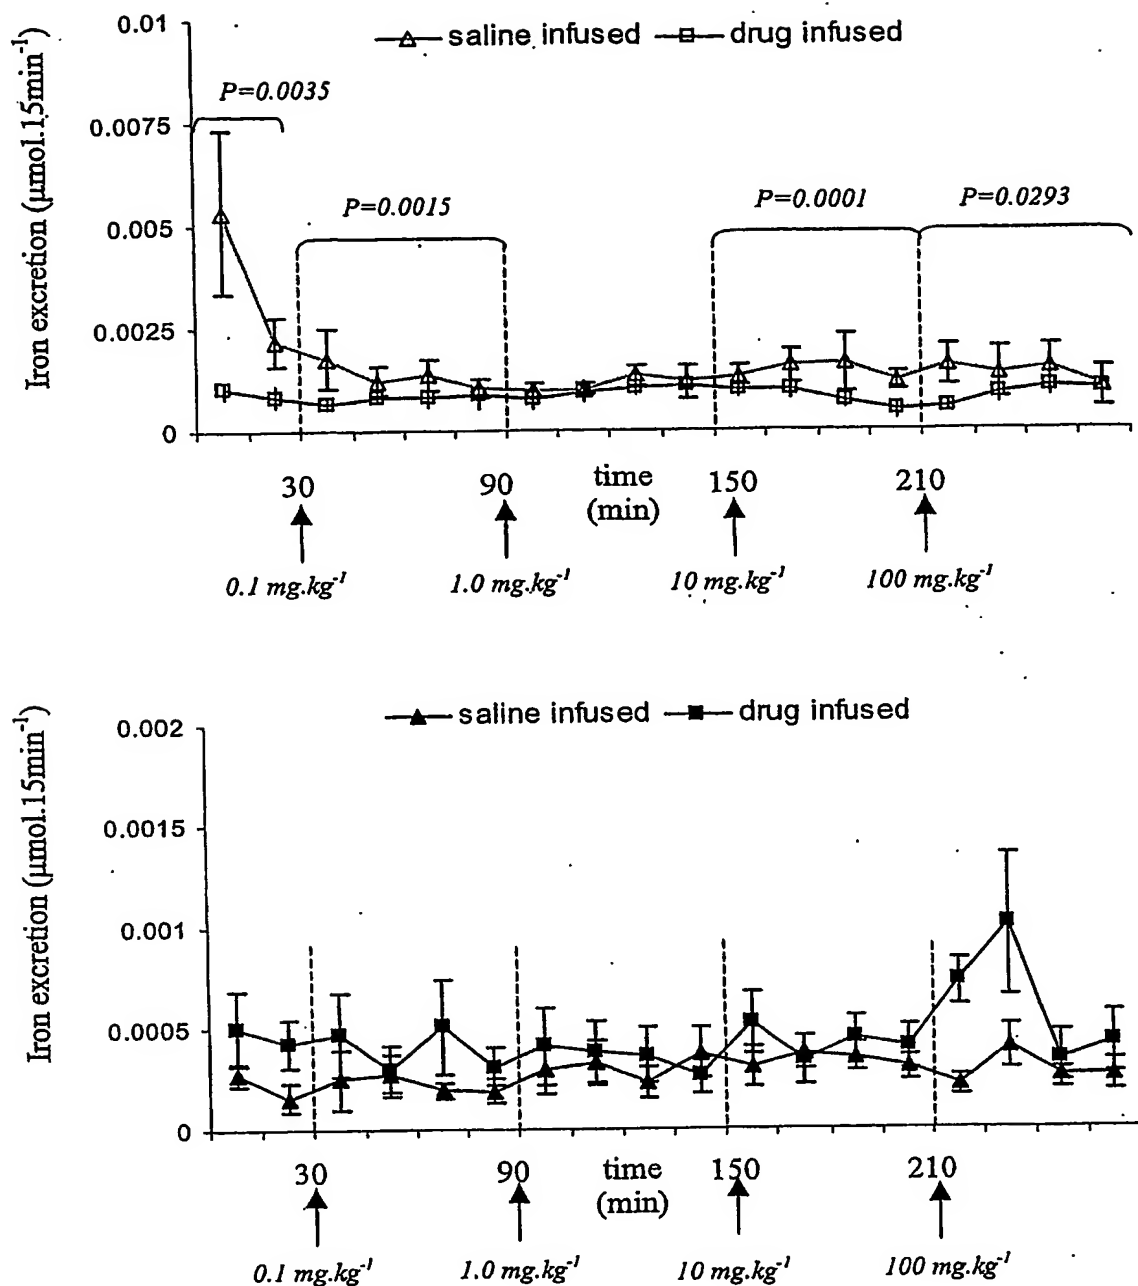 0.01
saline infused drug infused
P=0.0035
0.0075
P=0.0015
P=0.0001
P=0.0293
0.005
Iron excretion (μmol.15min⁻¹)
0.0025
0
30 90 time 150 210
(min)
0.1 mg.kg⁻¹ 1.0 mg.kg⁻¹ 10 mg.kg⁻¹ 100 mg.kg⁻¹
saline infused drug infused
0.002
0.0015
Iron excretion (μmol.15min⁻¹)
0.001
0.0005
0
30 90 time 150 210
(min)
0.1 mg.kg⁻¹ 1.0 mg.kg⁻¹ 10 mg.kg⁻¹ 100 mg.kg⁻¹